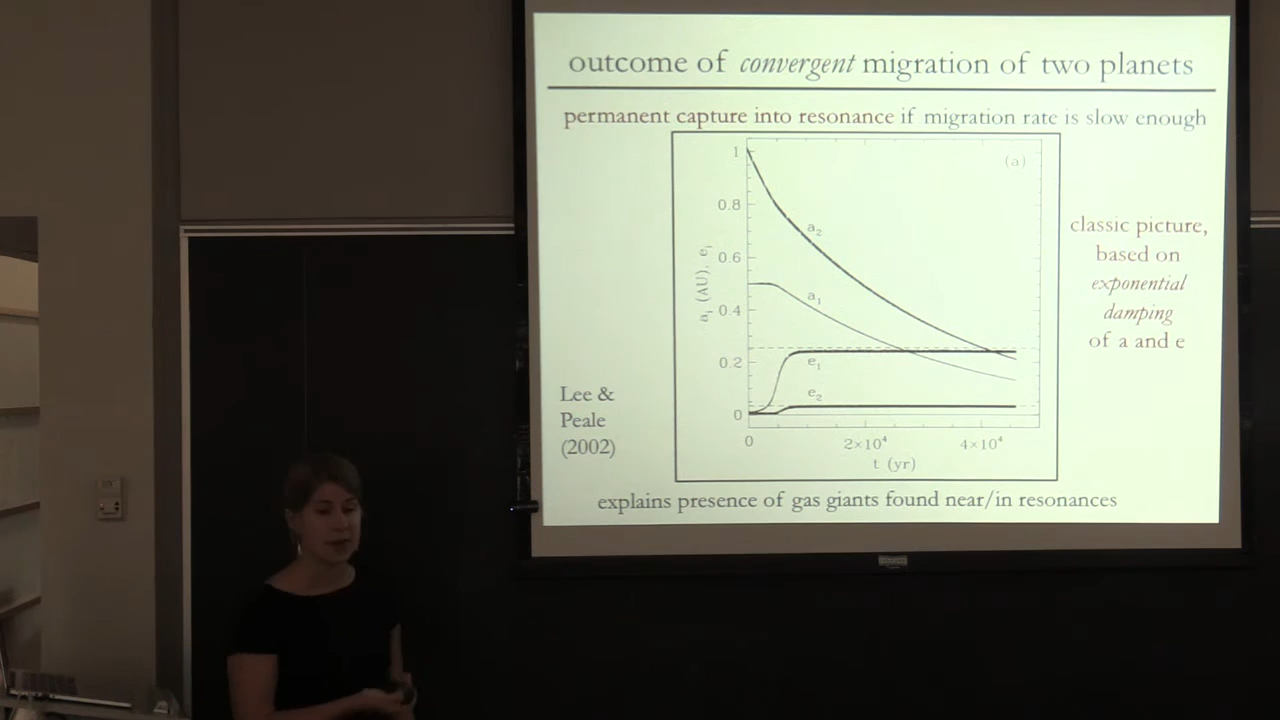 outcome of convergent migration of two planets
permanent capture into resonance if migration rate is slow enough
(a)
1
0.8
0.6
0.4
0.2
0
a₂
a₁
e₁
e₂
aᵢ (AU), eᵢ
0
2×10⁴
4×10⁴
t (yr)
classic picture,
based on
exponential
damping
of a and e
Lee &
Peale
(2002)
explains presence of gas giants found near/in resonances